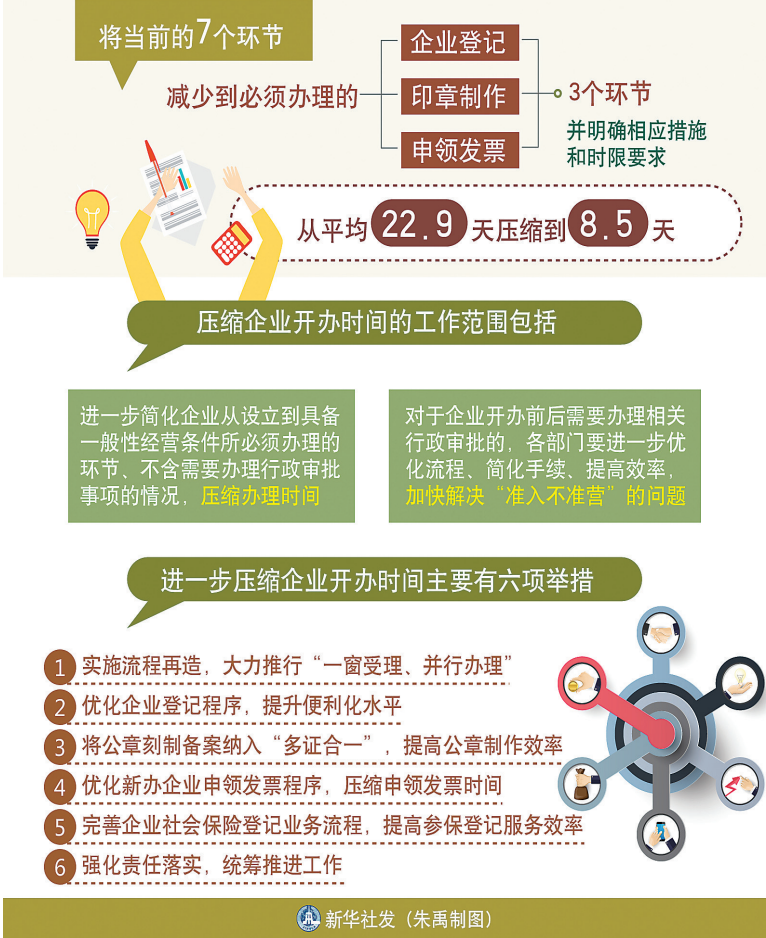 将当前的7个环节
减少到必须办理的
企业登记
印章制作
申领发票
3个环节
并明确相应措施
和时限要求
从平均22.9天压缩到8.5天
压缩企业开办时间的工作范围包括
进一步简化企业从设立到具备
一般性经营条件所必须办理的
环节、不含需要办理行政审批
事项的情况，压缩办理时间
对于企业开办前后需要办理相关
行政审批的，各部门要进一步优
化流程、简化手续、提高效率，
加快解决“准入不准营”的问题
进一步压缩企业开办时间主要有六项举措
1 实施流程再造，大力推行“一窗受理、并行办理”
2 优化企业登记程序，提升便利化水平
3 将公章刻制备案纳入“多证合一”，提高公章制作效率
4 优化新办企业申领发票程序，压缩申领发票时间
5 完善企业社会保险登记业务流程，提高参保登记服务效率
6 强化责任落实，统筹推进工作
新华社发（朱禹制图）